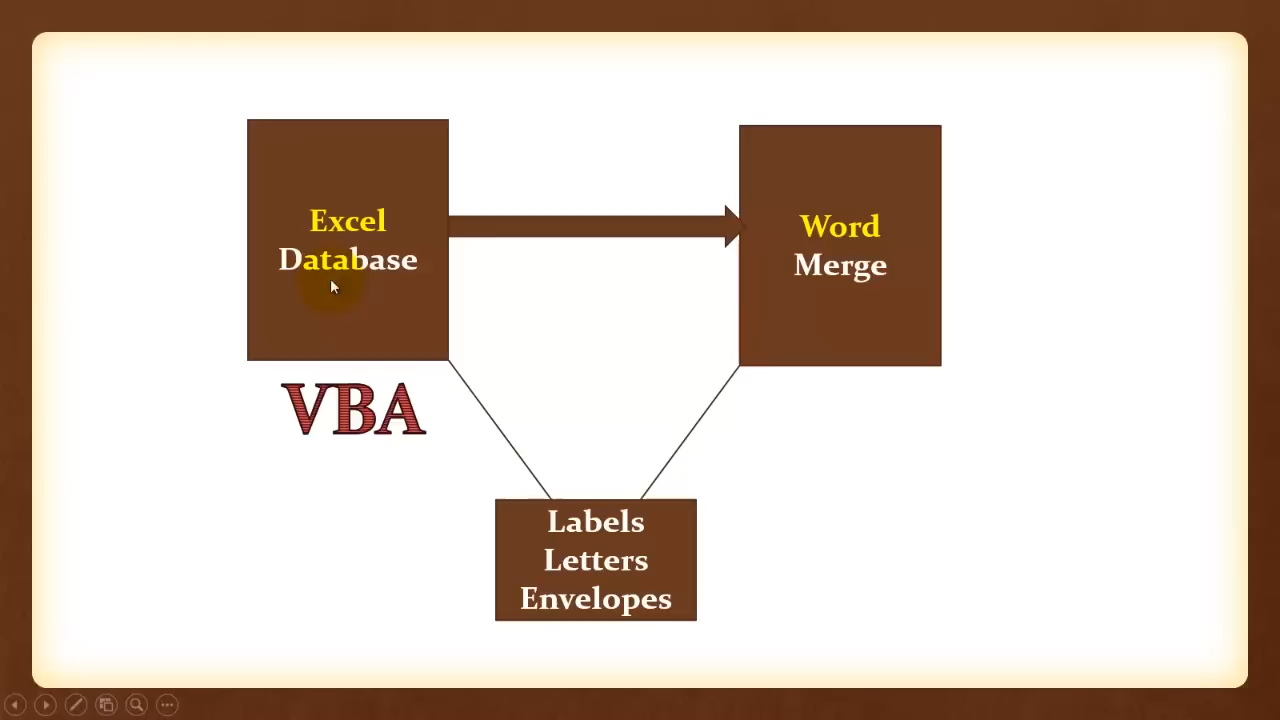 Excel
Database
Word
Merge
VBA
Labels
Letters
Envelopes